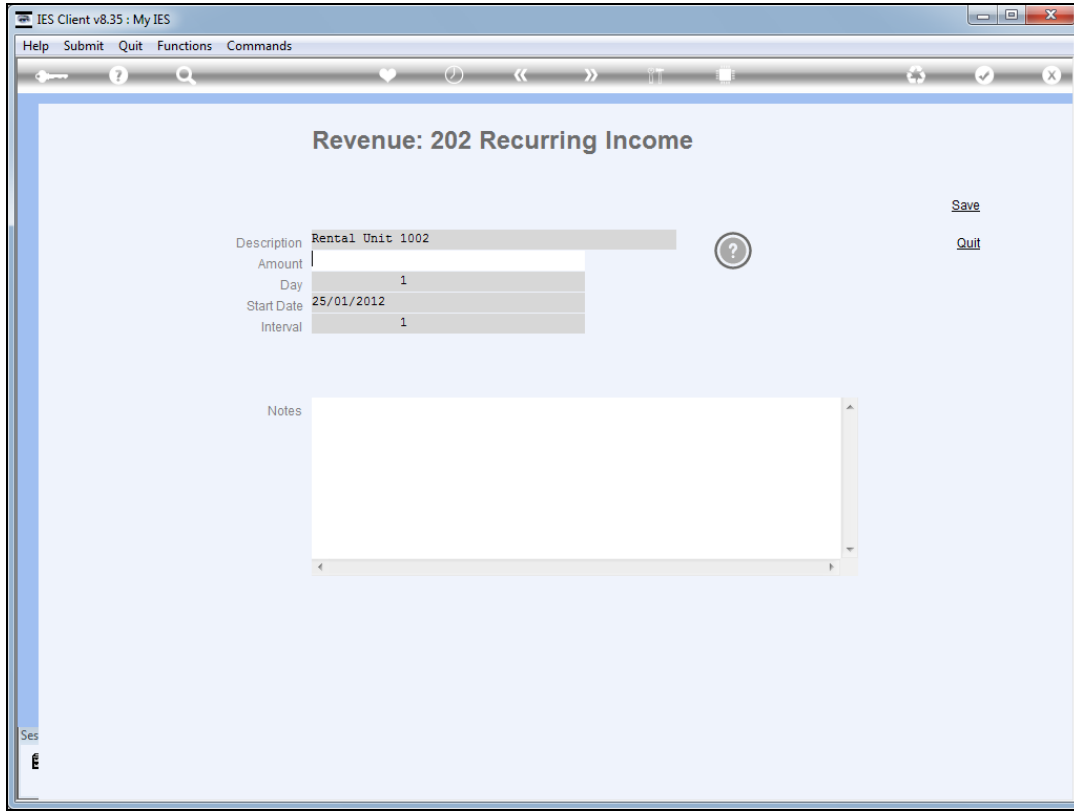 IES Client v8.35 : My IES
Help Submit Quit Functions Commands
Revenue: 202 Recurring Income
Save
Description Rental Unit 1002
?
Quit
Amount
Day 1
Start Date 25/01/2012
Interval 1
Notes
Ses